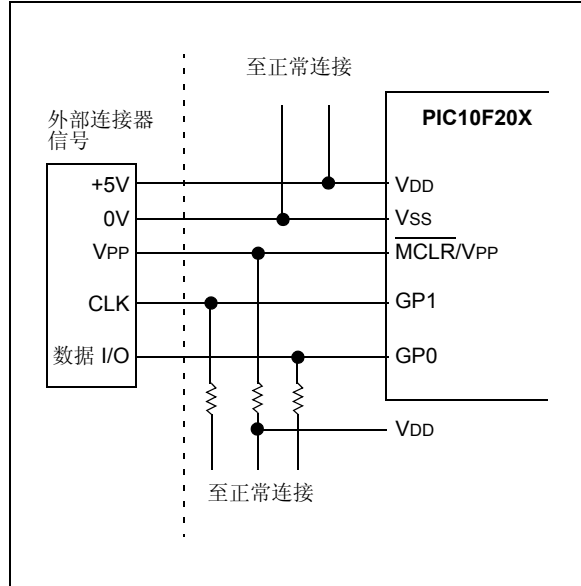 至正常连接
外部连接器
信号
PIC10F20X
+5V
VDD
0V
VSS
VPP
MCLR/VPP
CLK
GP1
数据 I/O
GP0
VDD
至正常连接